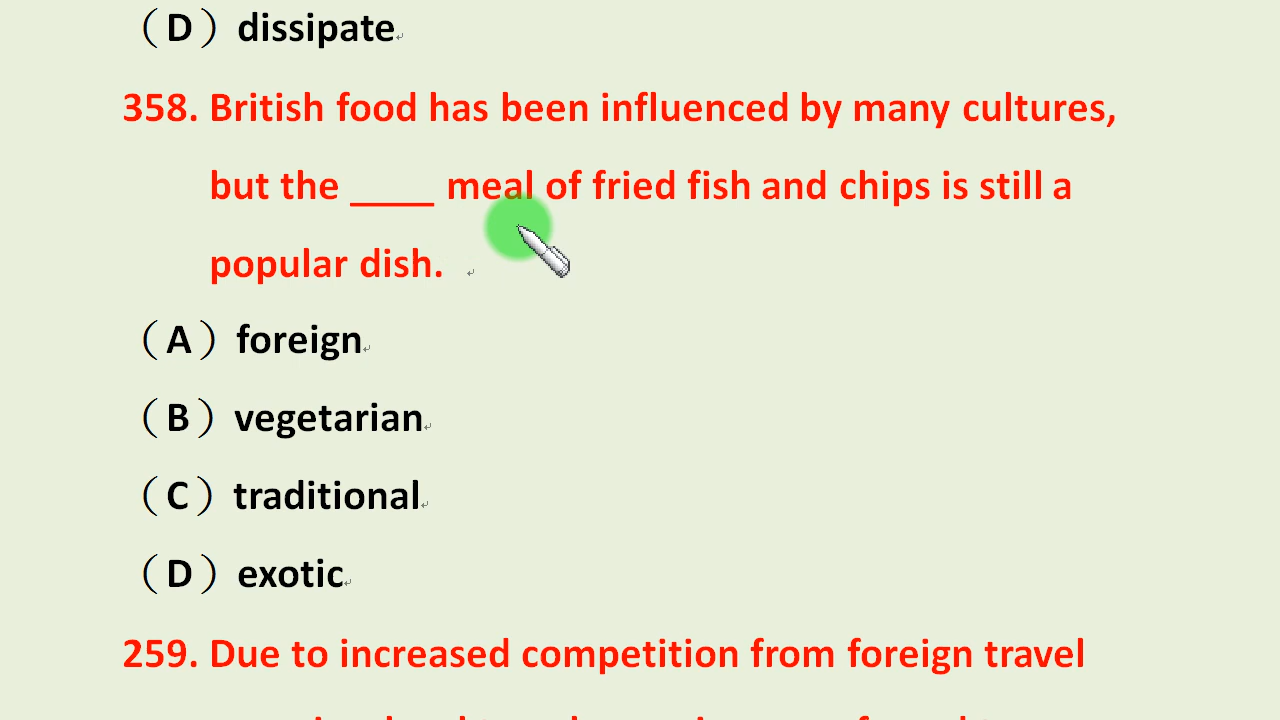 （D）dissipate
358. British food has been influenced by many cultures,
but the ____ meal of fried fish and chips is still a
popular dish.
（A）foreign
（B）vegetarian
（C）traditional
（D）exotic
259. Due to increased competition from foreign travel